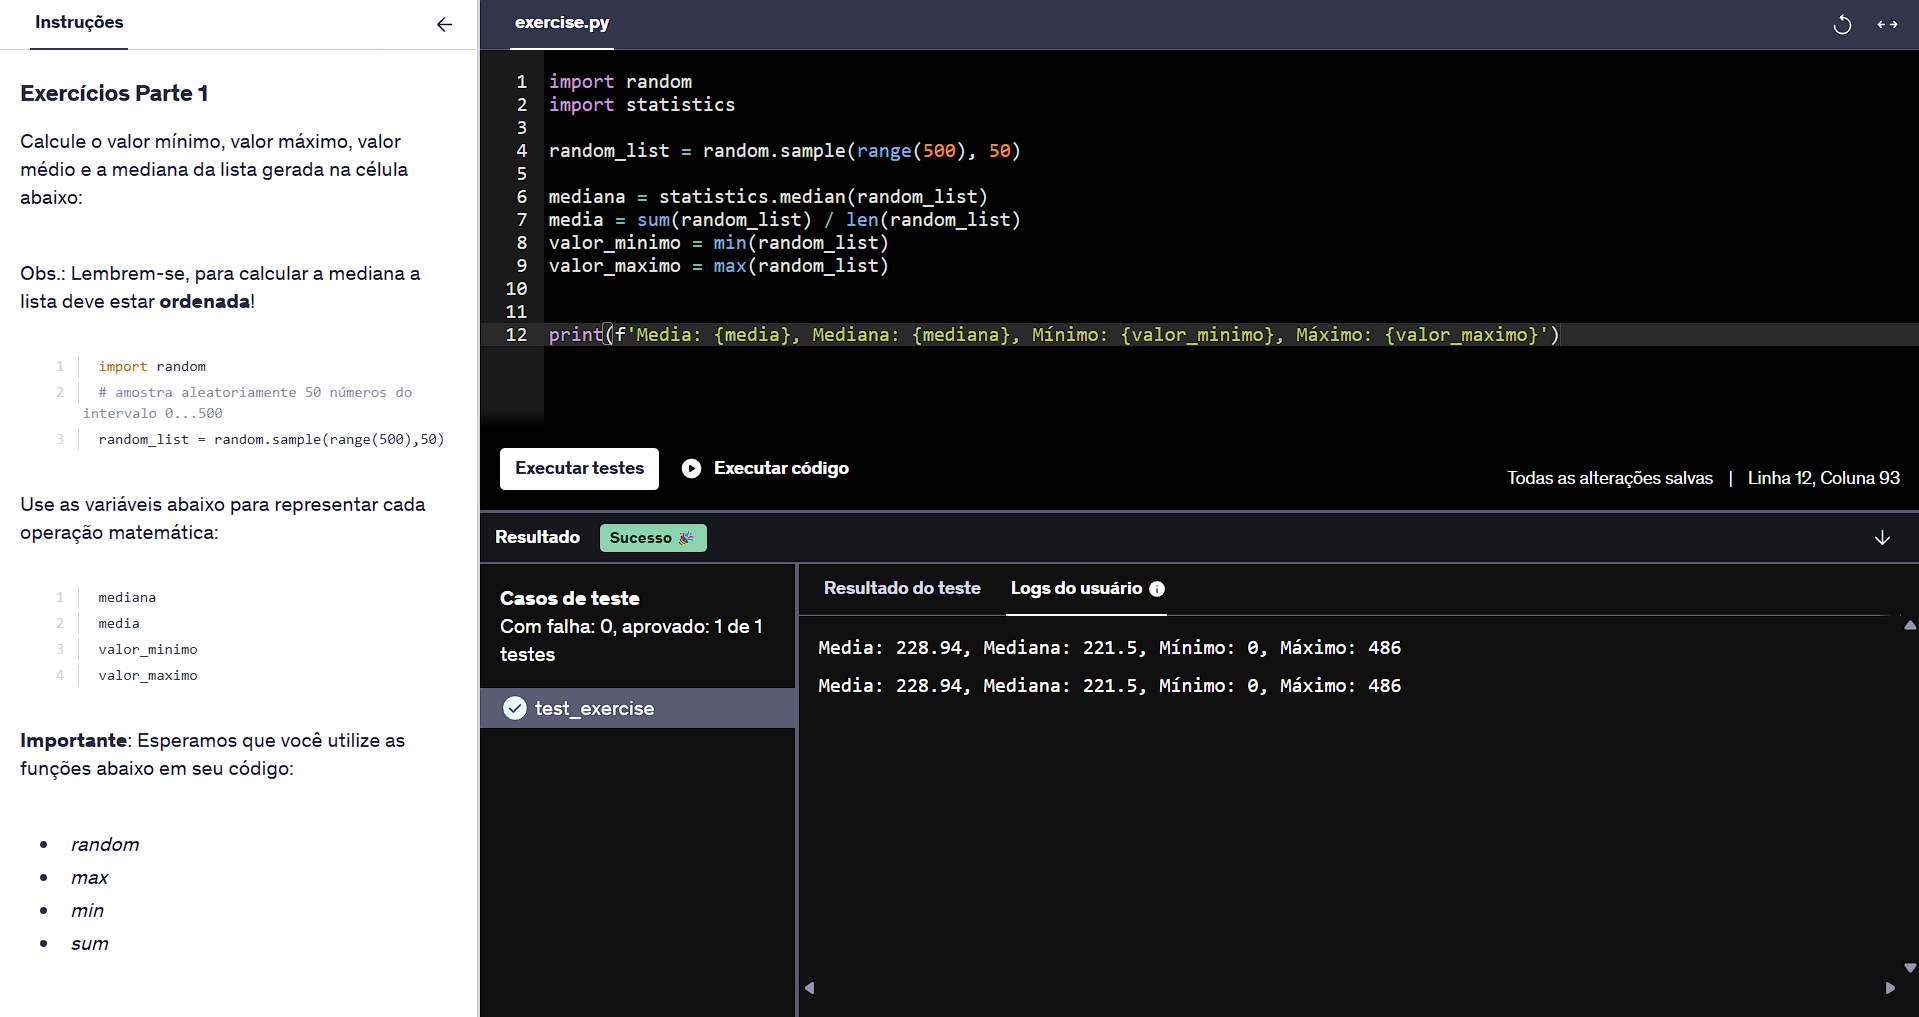 Instruções
Exercícios Parte 1
Calcule o valor mínimo, valor máximo, valor
médio e a mediana da lista gerada na célula
abaixo:
Obs.: Lembrem-se, para calcular a mediana a
lista deve estar ordenada!
1 import random
2 # amostra aleatoriamente 50 números do
intervalo 0...500
3 random_list = random.sample(range(500),50)
Use as variáveis abaixo para representar cada
operação matemática:
1 mediana
2 media
3 valor_minimo
4 valor_maximo
Importante: Esperamos que você utilize as
funções abaixo em seu código:
• random
• max
• min
• sum
exercise.py
1 import random
2 import statistics
3
4 random_list = random.sample(range(500), 50)
5
6 mediana = statistics.median(random_list)
7 media = sum(random_list) / len(random_list)
8 valor_minimo = min(random_list)
9 valor_maximo = max(random_list)
10
11
12 print(f'Media: {media}, Mediana: {mediana}, Mínimo: {valor_minimo}, Máximo: {valor_maximo}')
Executar testes Executar código
Todas as alterações salvas | Linha 12, Coluna 93
Resultado Sucesso 🎉
Casos de teste
Com falha: 0, aprovado: 1 de 1
testes
test_exercise
Resultado do teste Logs do usuário
Media: 228.94, Mediana: 221.5, Mínimo: 0, Máximo: 486
Media: 228.94, Mediana: 221.5, Mínimo: 0, Máximo: 486